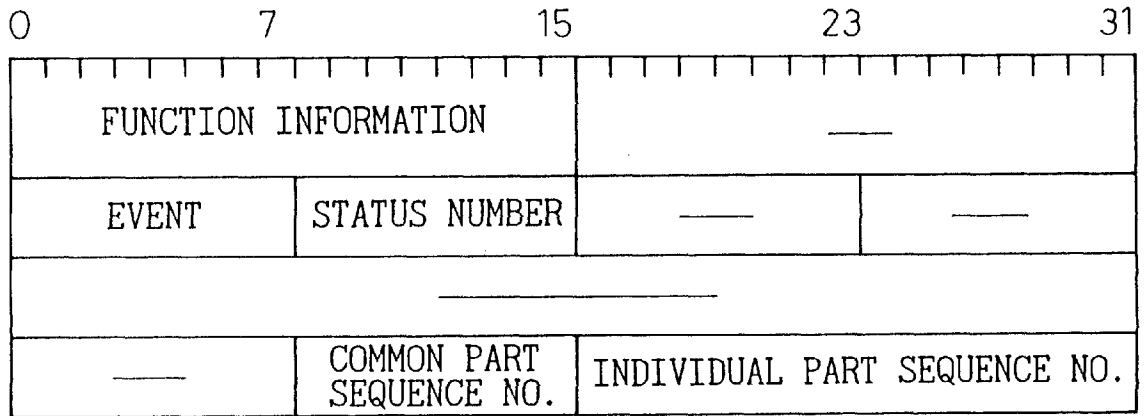 0 7 15 23 31
FUNCTION INFORMATION
EVENT STATUS NUMBER
COMMON PART
SEQUENCE NO.
INDIVIDUAL PART SEQUENCE NO.